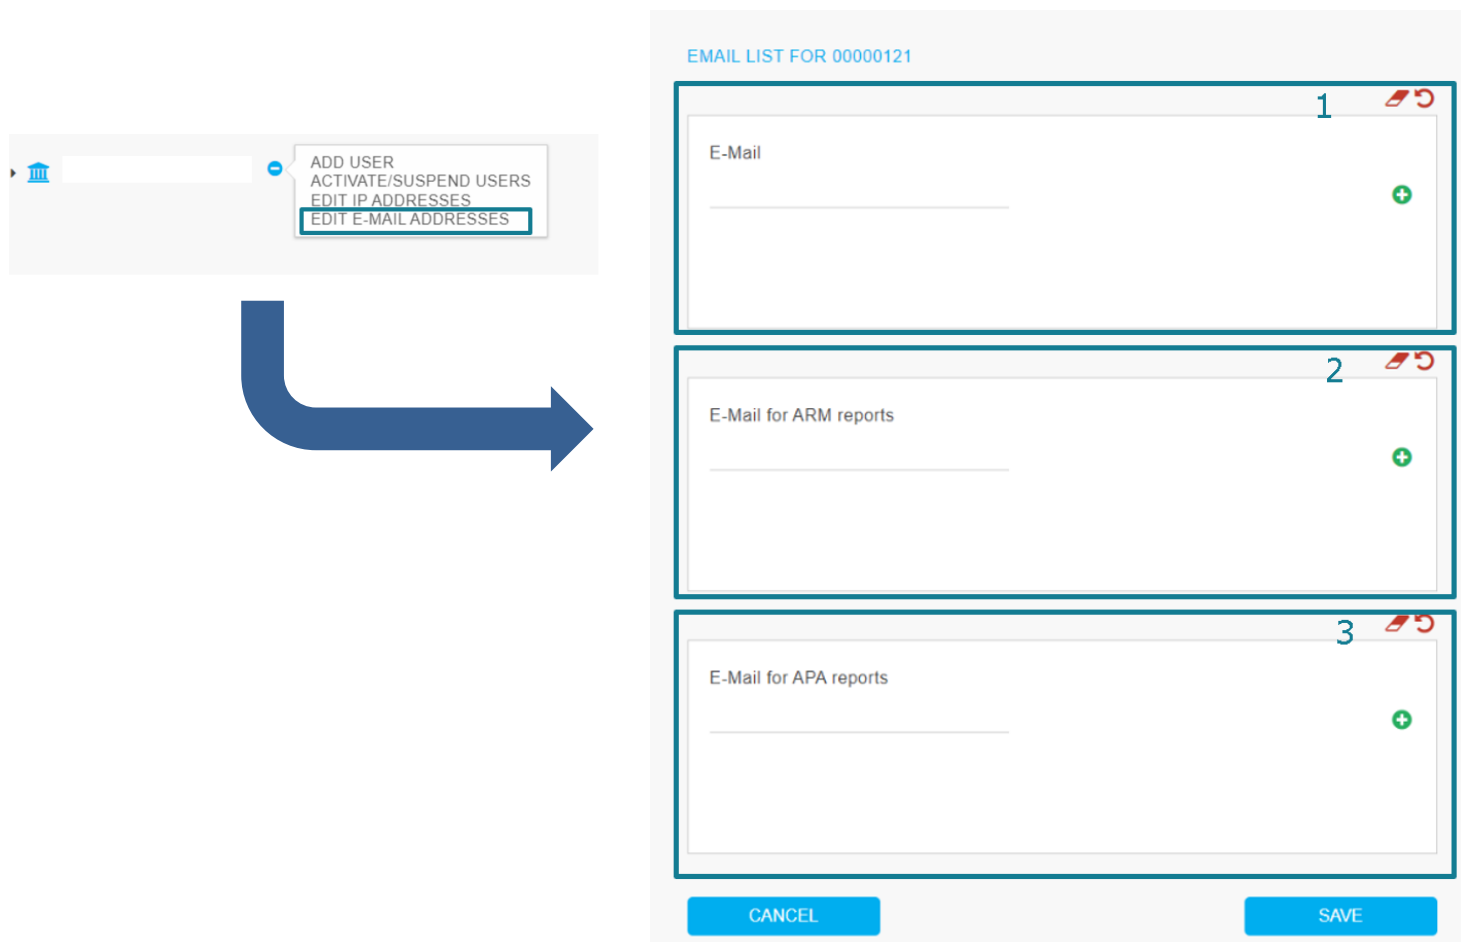 ADD USER
ACTIVATE/SUSPEND USERS
EDIT IP ADDRESSES
EDIT E-MAIL ADDRESSES
EMAIL LIST FOR 00000121
1
E-Mail
2
E-Mail for ARM reports
3
E-Mail for APA reports
CANCEL
SAVE